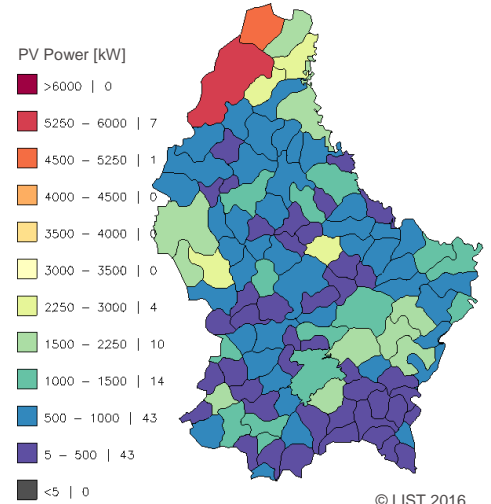 PV Power [kW]
>6000 | 0
5250 – 6000 | 7
4500 – 5250 | 1
4000 – 4500 | 0
3500 – 4000 | 0
3000 – 3500 | 0
2250 – 3000 | 4
1500 – 2250 | 10
1000 – 1500 | 14
500 – 1000 | 43
5 – 500 | 43
<5 | 0
© LIST 2016